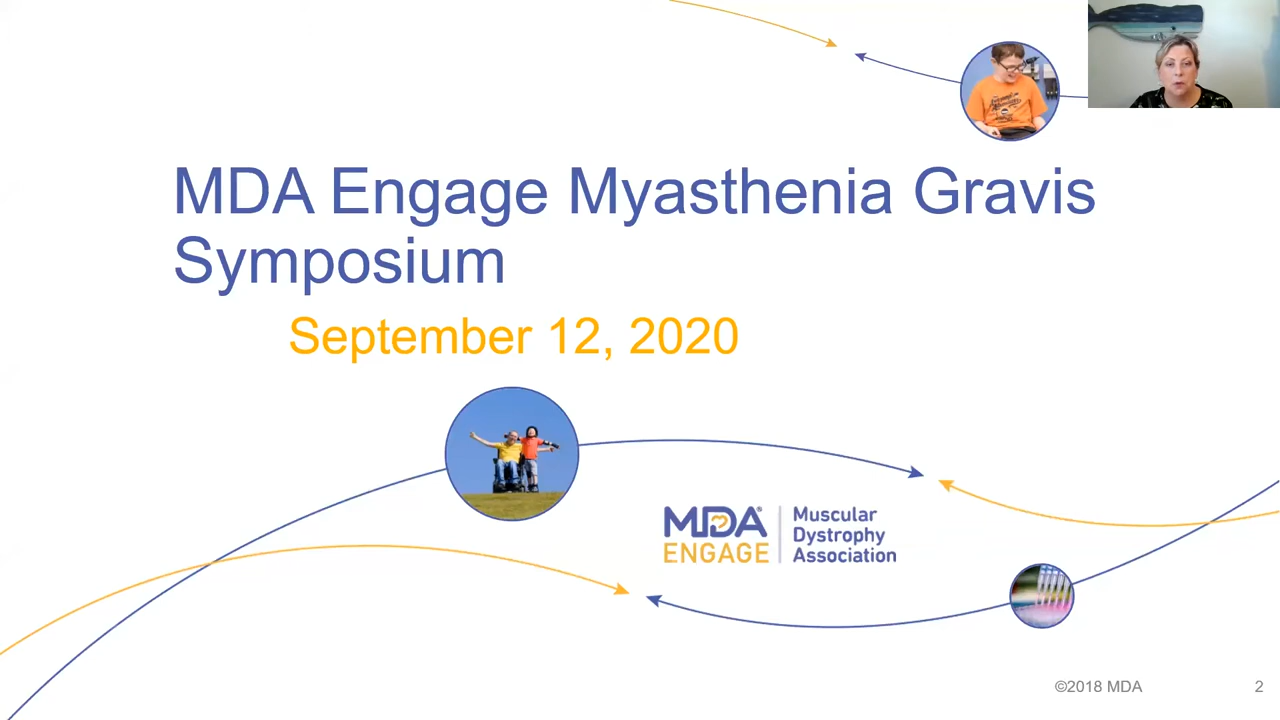 MDA Engage Myasthenia Gravis
Symposium
September 12, 2020
MDA®
ENGAGE
Muscular
Dystrophy
Association
©2018 MDA
2